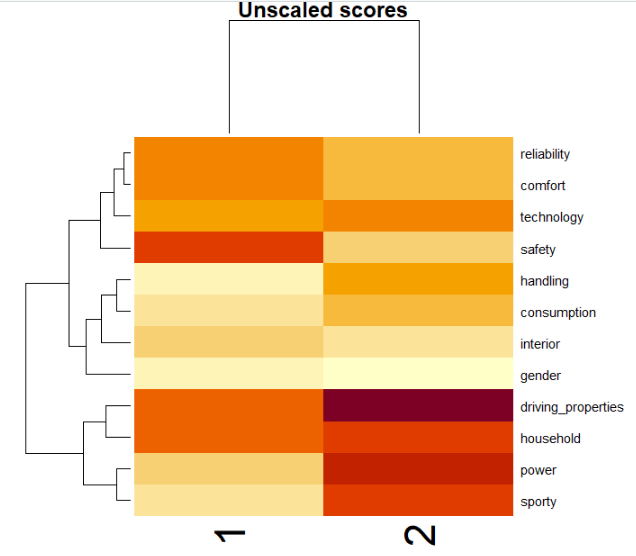 Unscaled scores
reliability
comfort
technology
safety
handling
consumption
interior
gender
driving_properties
household
power
sporty
1
2